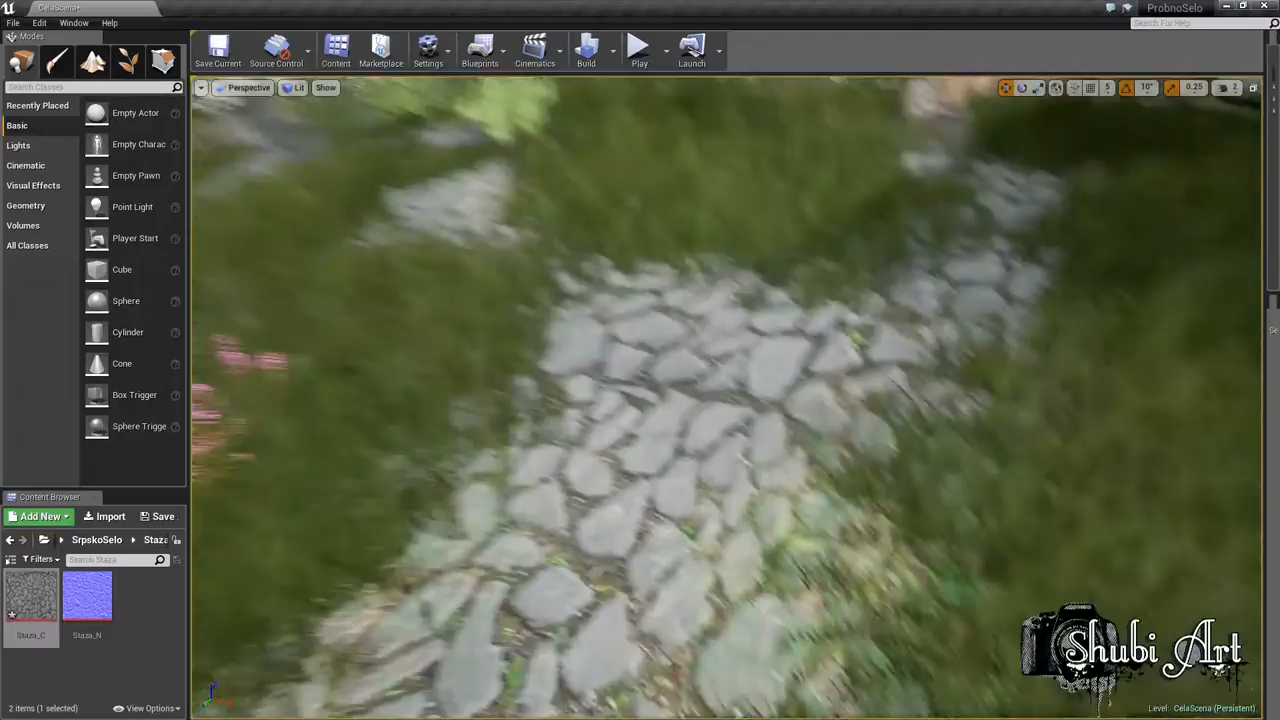 CelaScena*
ProbnoSelo
File Edit Window Help
Search For Help
Modes
Search Classes
Recently Placed
Basic
Lights
Cinematic
Visual Effects
Geometry
Volumes
All Classes
Empty Actor
Empty Charac
Empty Pawn
Point Light
Player Start
Cube
Sphere
Cylinder
Cone
Box Trigger
Sphere Trigge
Save Current
Source Control
Content
Marketplace
Settings
Blueprints
Cinematics
Build
Play
Launch
Perspective Lit Show
5 10° 0.25 2
Content Browser
Add New Import Save
SrpskoSelo Staza
Filters Search Staza
Staza_C
Staza_N
2 items (1 selected) View Options
Shubi Art
Level: CelaScena (Persistent)